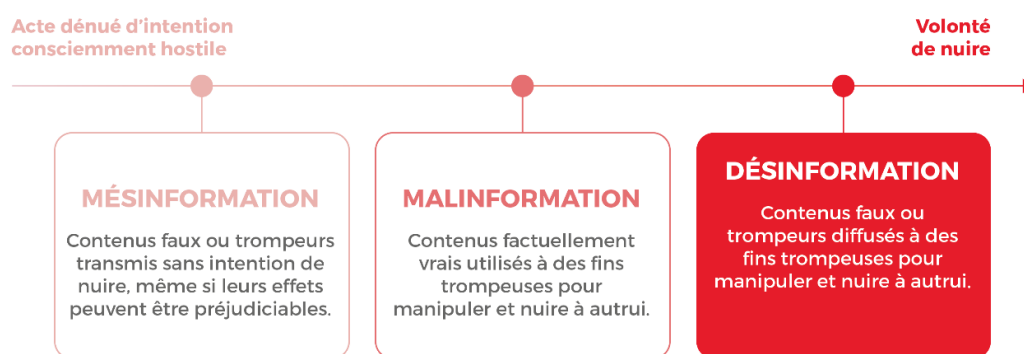 Acte dénué d’intention
consciemment hostile
Volonté
de nuire
MÉSINFORMATION
Contenus faux ou trompeurs
transmis sans intention de
nuire, même si leurs effets
peuvent être préjudiciables.
MALINFORMATION
Contenus factuellement
vrais utilisés à des fins
trompeuses pour
manipuler et nuire à autrui.
DÉSINFORMATION
Contenus faux ou
trompeurs diffusés à des
fins trompeuses pour
manipuler et nuire à autrui.